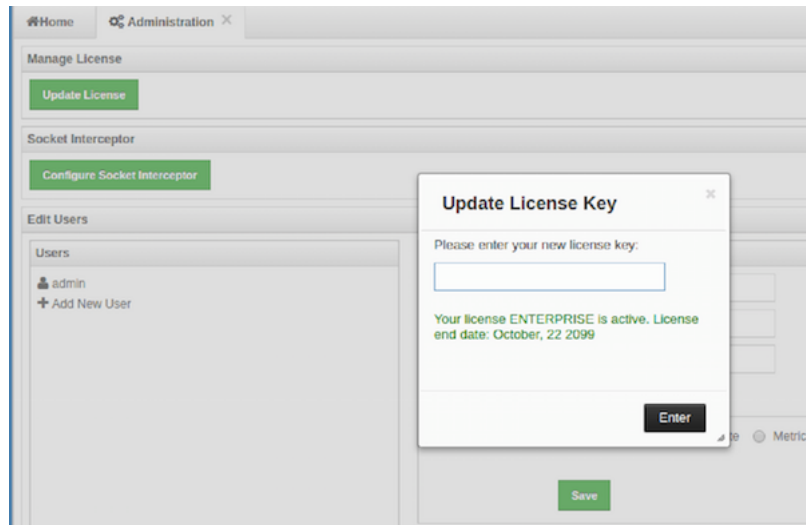 Home
Administration
Manage License
Update License
Socket Interceptor
Configure Socket Interceptor
Edit Users
Users
admin
Add New User
Update License Key
Please enter your new license key:
Your license ENTERPRISE is active. License
end date: October, 22 2099
Enter
Metric
Save